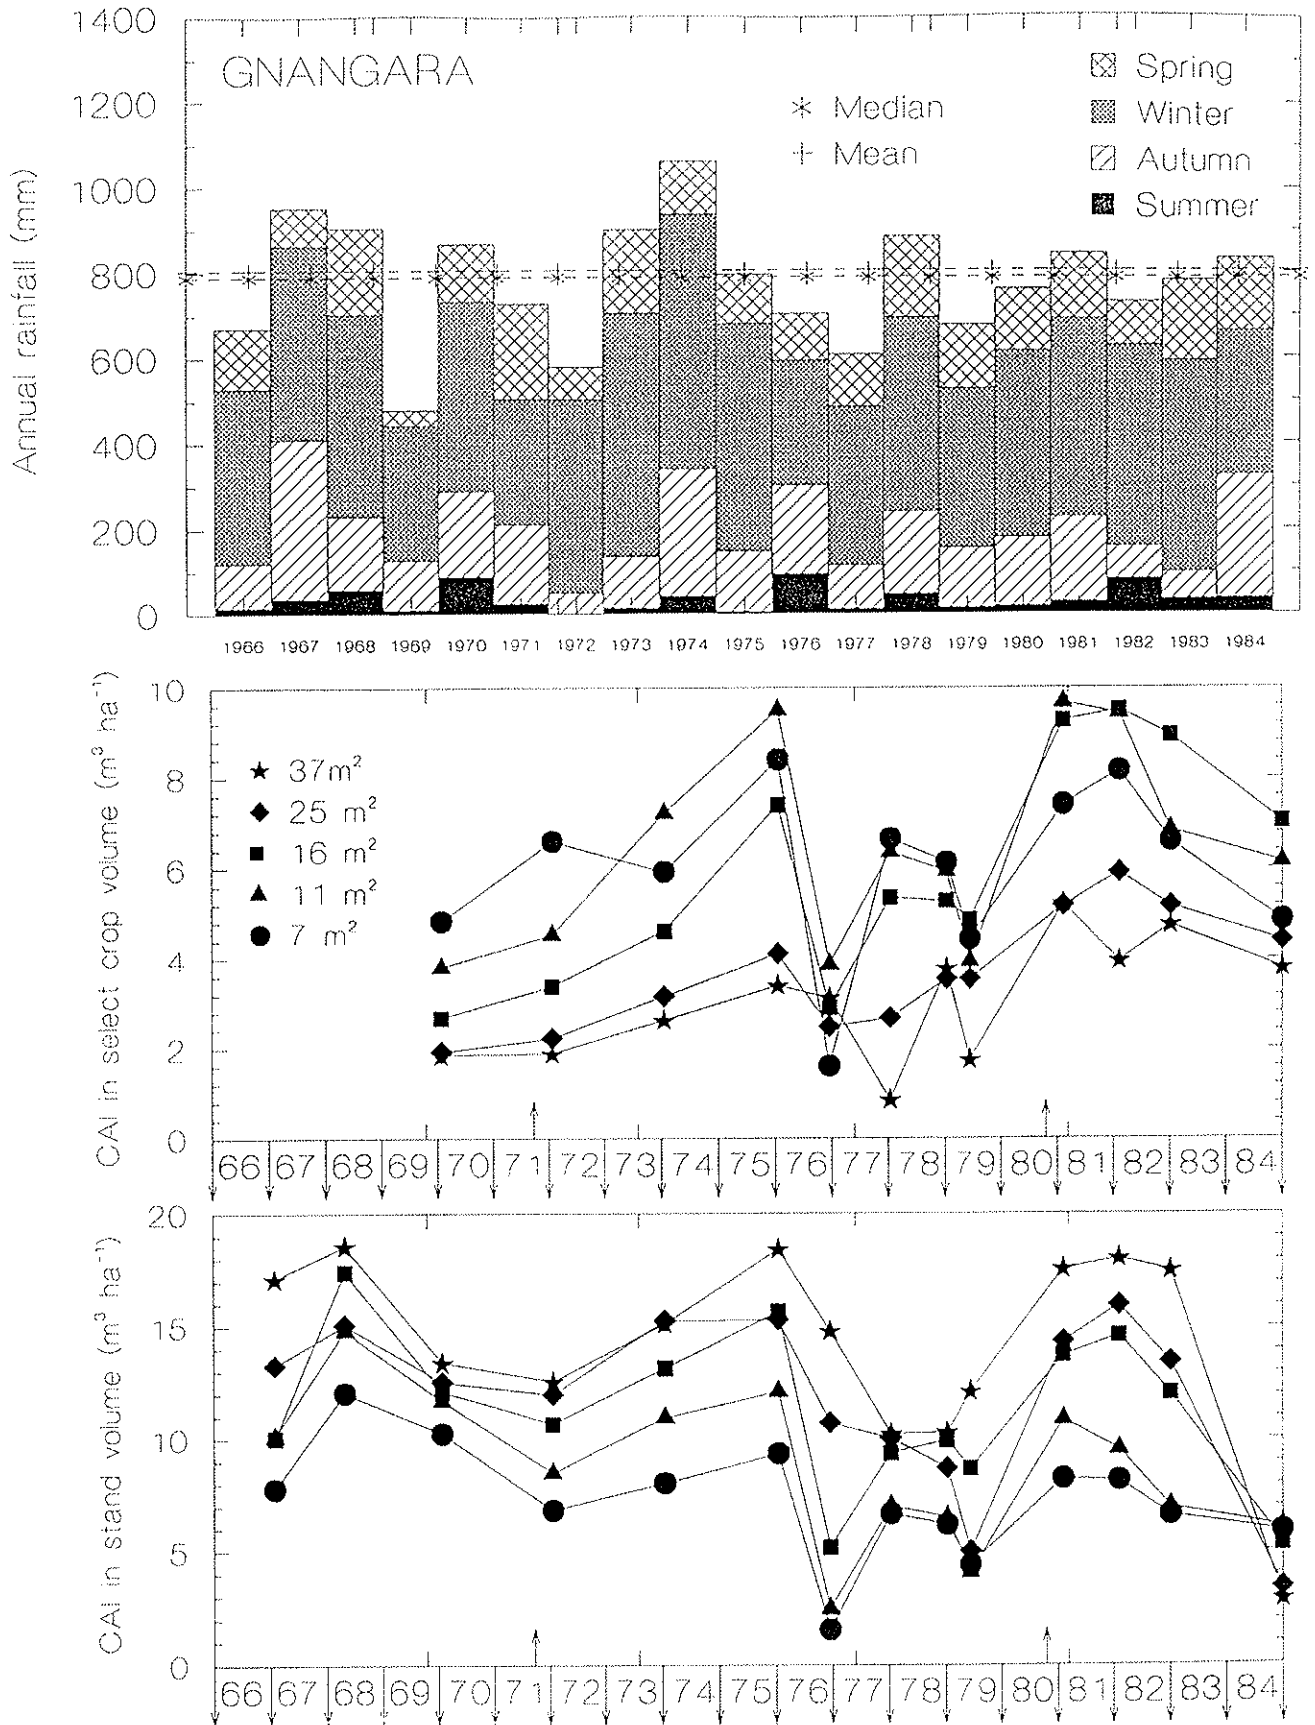 1400
GNANGARA
Spring
1200
Median
Winter
Mean
Autumn
1000
Summer
Annual rainfall (mm)
800
600
400
200
0
1966 1967 1968 1969 1970 1971 1972 1973 1974 1975 1976 1977 1978 1979 1980 1981 1982 1983 1984
CAI in select crop volume (m³ ha⁻¹)
10
37m²
8
25 m²
16 m²
6
11 m²
7 m²
4
2
0
66 67 68 69 70 71 72 73 74 75 76 77 78 79 80 81 82 83 84
CAI in stand volume (m³ ha⁻¹)
20
15
10
5
0
66 67 68 69 70 71 72 73 74 75 76 77 78 79 80 81 82 83 84